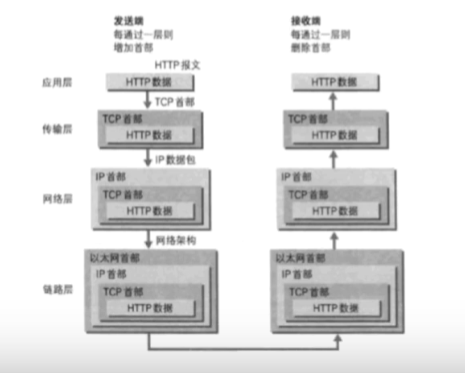 发送端
每通过一层则
增加首部
接收端
每通过一层则
删除首部
HTTP 报文
应用层
HTTP 数据
HTTP 数据
TCP 首部
传输层
TCP 首部
HTTP 数据
TCP 首部
HTTP 数据
IP 数据包
网络层
IP 首部
TCP 首部
HTTP 数据
IP 首部
TCP 首部
HTTP 数据
网络架构
链路层
以太网首部
IP 首部
TCP 首部
HTTP 数据
以太网首部
IP 首部
TCP 首部
HTTP 数据